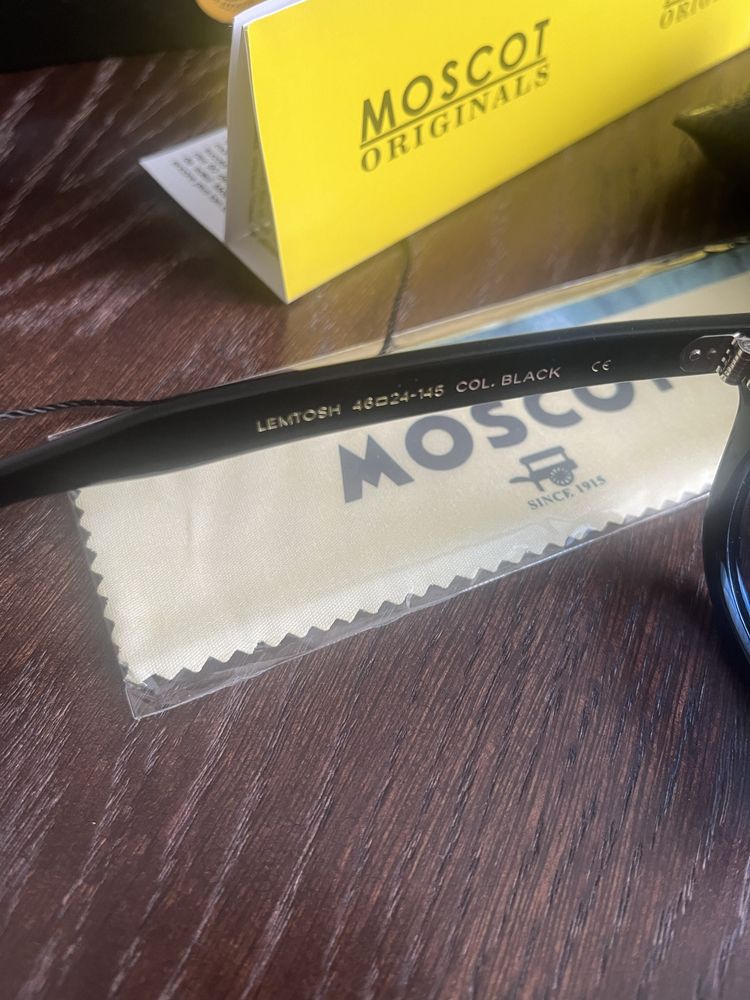 MOSCOT
ORIGINALS
LEMTOSH 46□24-145 COL. BLACK CE
MOSCOT
SINCE 1915